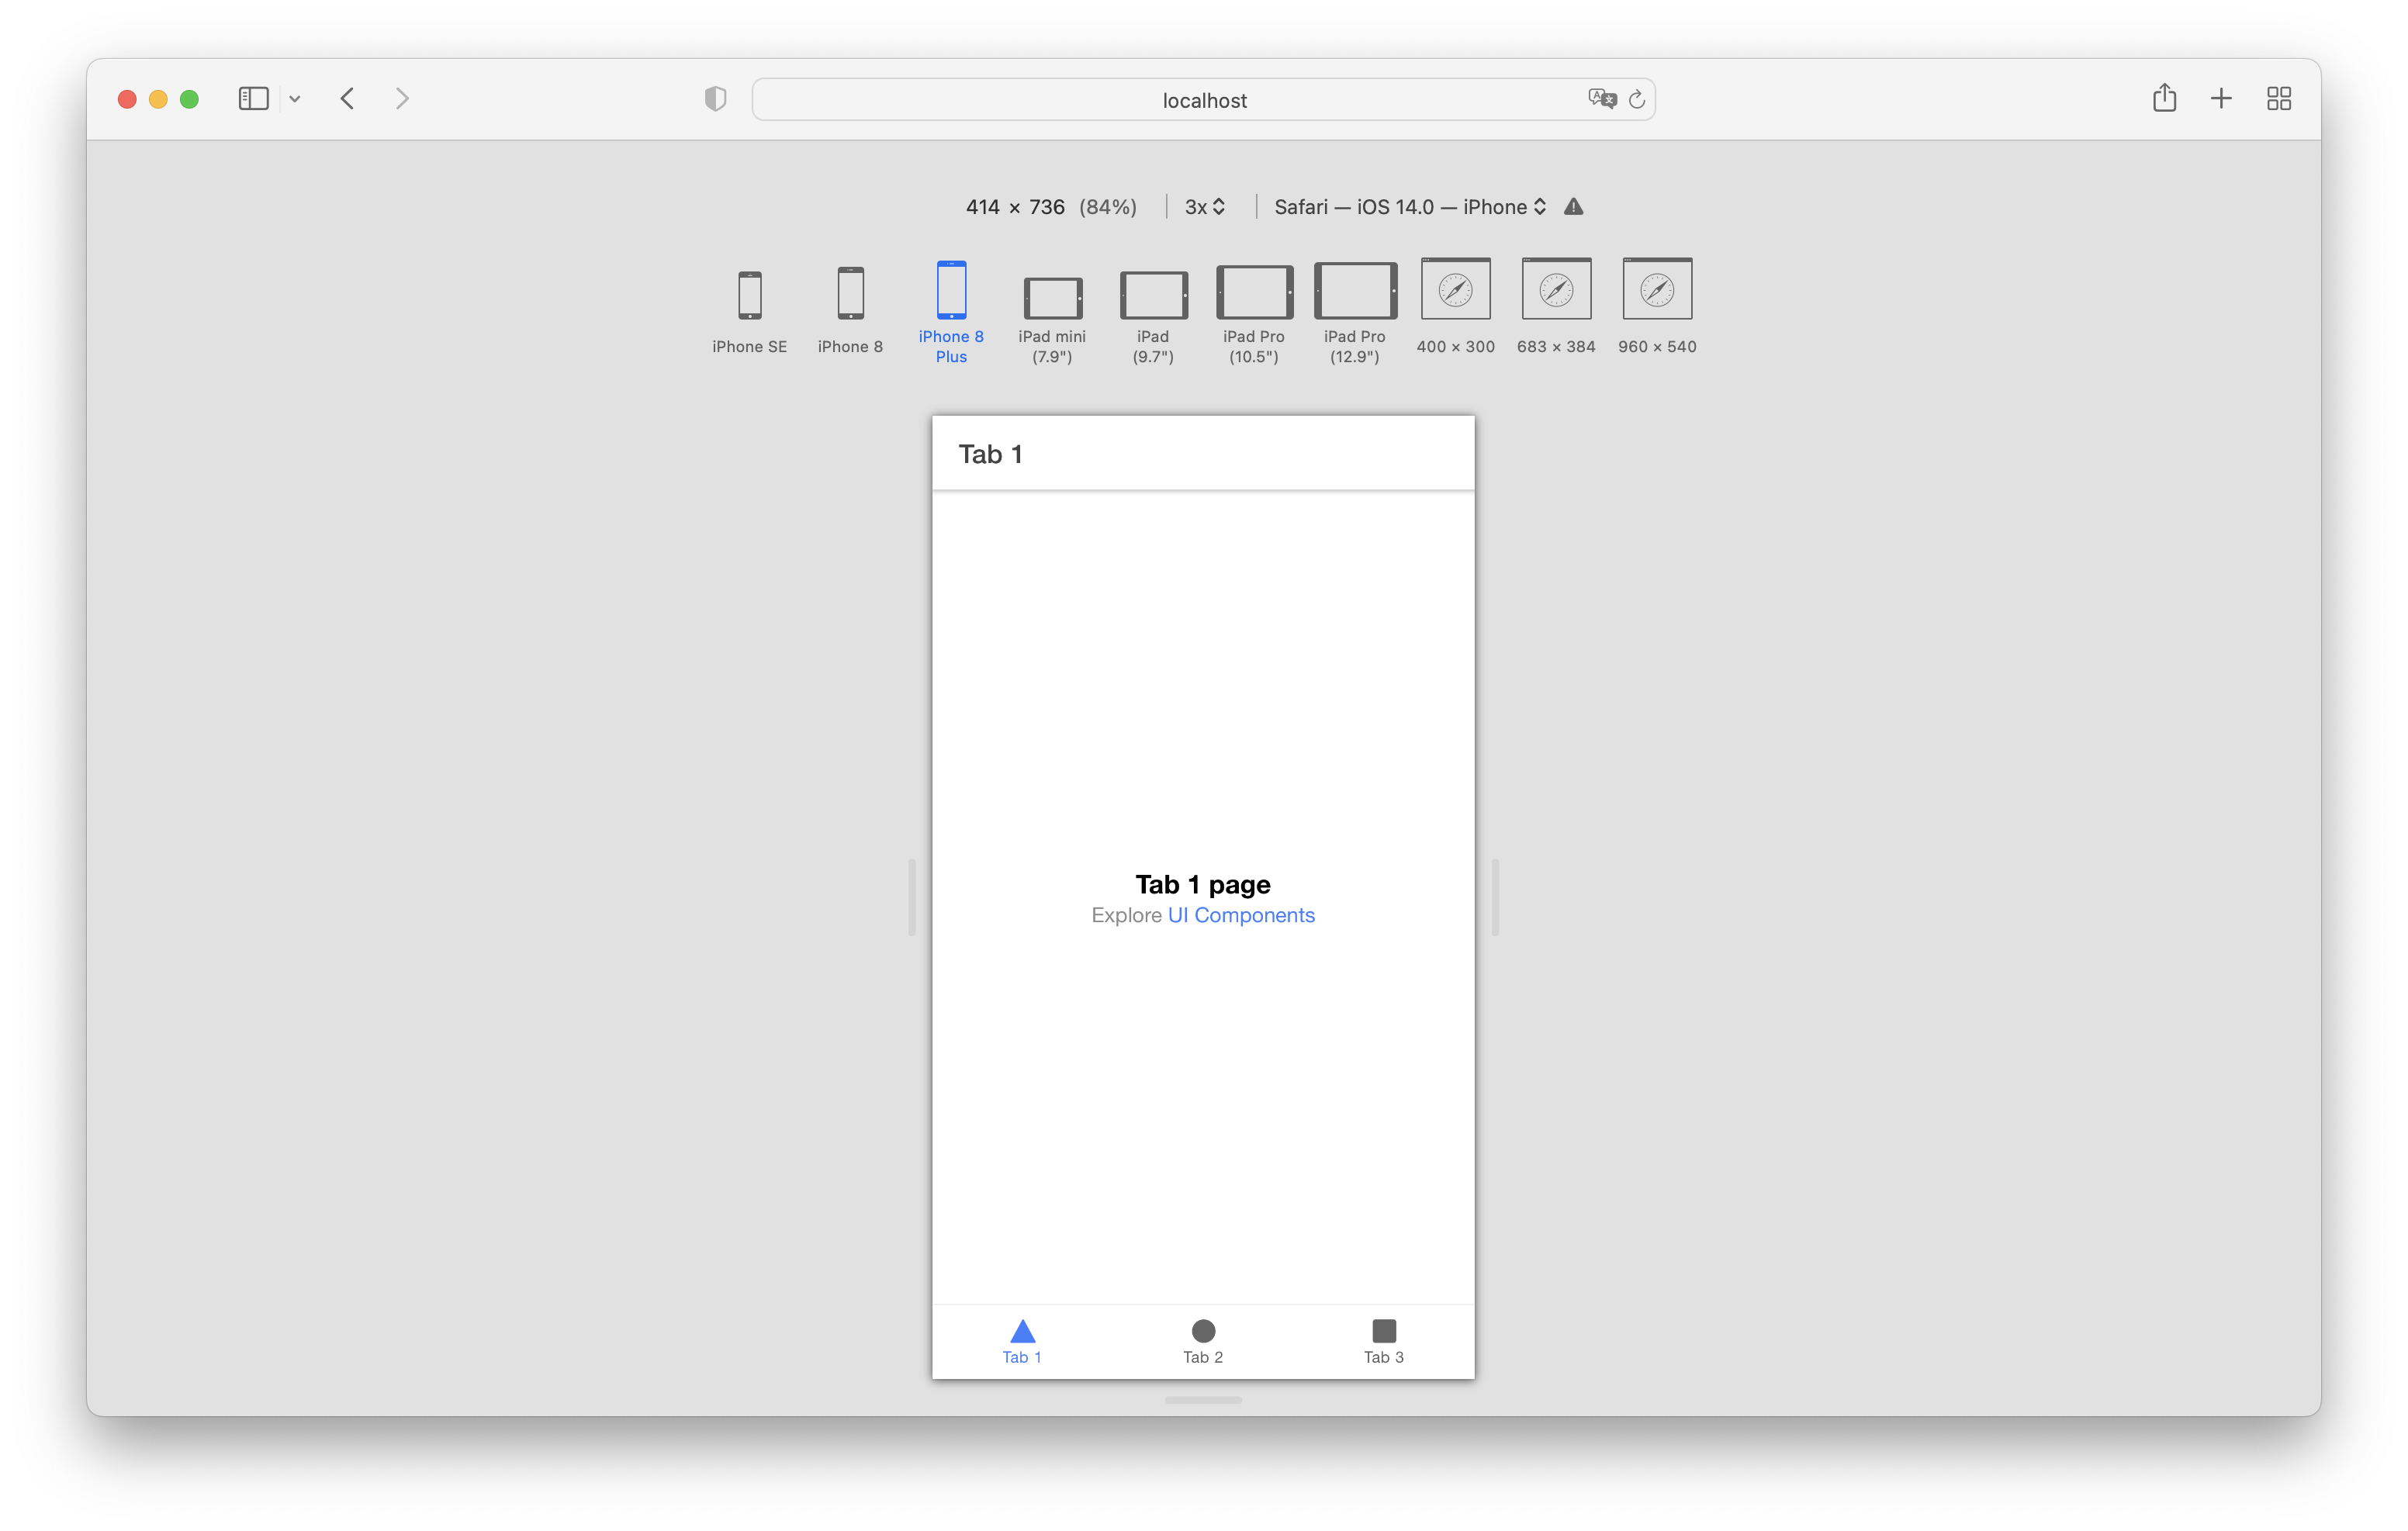 localhost
414 × 736 (84%) 3x Safari — iOS 14.0 — iPhone
iPhone SE
iPhone 8
iPhone 8
Plus
iPad mini
(7.9")
iPad
(9.7")
iPad Pro
(10.5")
iPad Pro
(12.9")
400 × 300
683 × 384
960 × 540
Tab 1
Tab 1 page
Explore UI Components
Tab 1
Tab 2
Tab 3